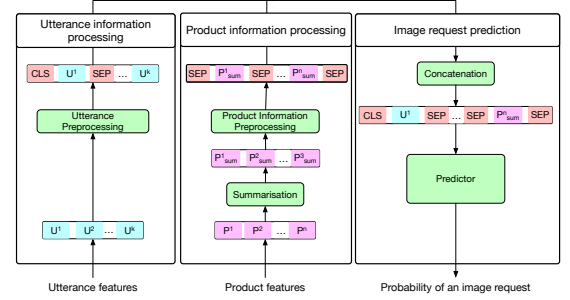 Utterance information
processing
CLS U¹ SEP ... Uᵏ
Utterance
Preprocessing
U¹ U² ... Uᵏ
Utterance features
Product information processing
SEP P¹sum SEP ... Pⁿsum SEP
Product Information
Preprocessing
P¹sum P²sum ... P³sum
Summarisation
P¹ P² ... Pⁿ
Product features
Image request prediction
Concatenation
CLS U¹ SEP ... SEP Pⁿsum SEP
Predictor
Probability of an image request